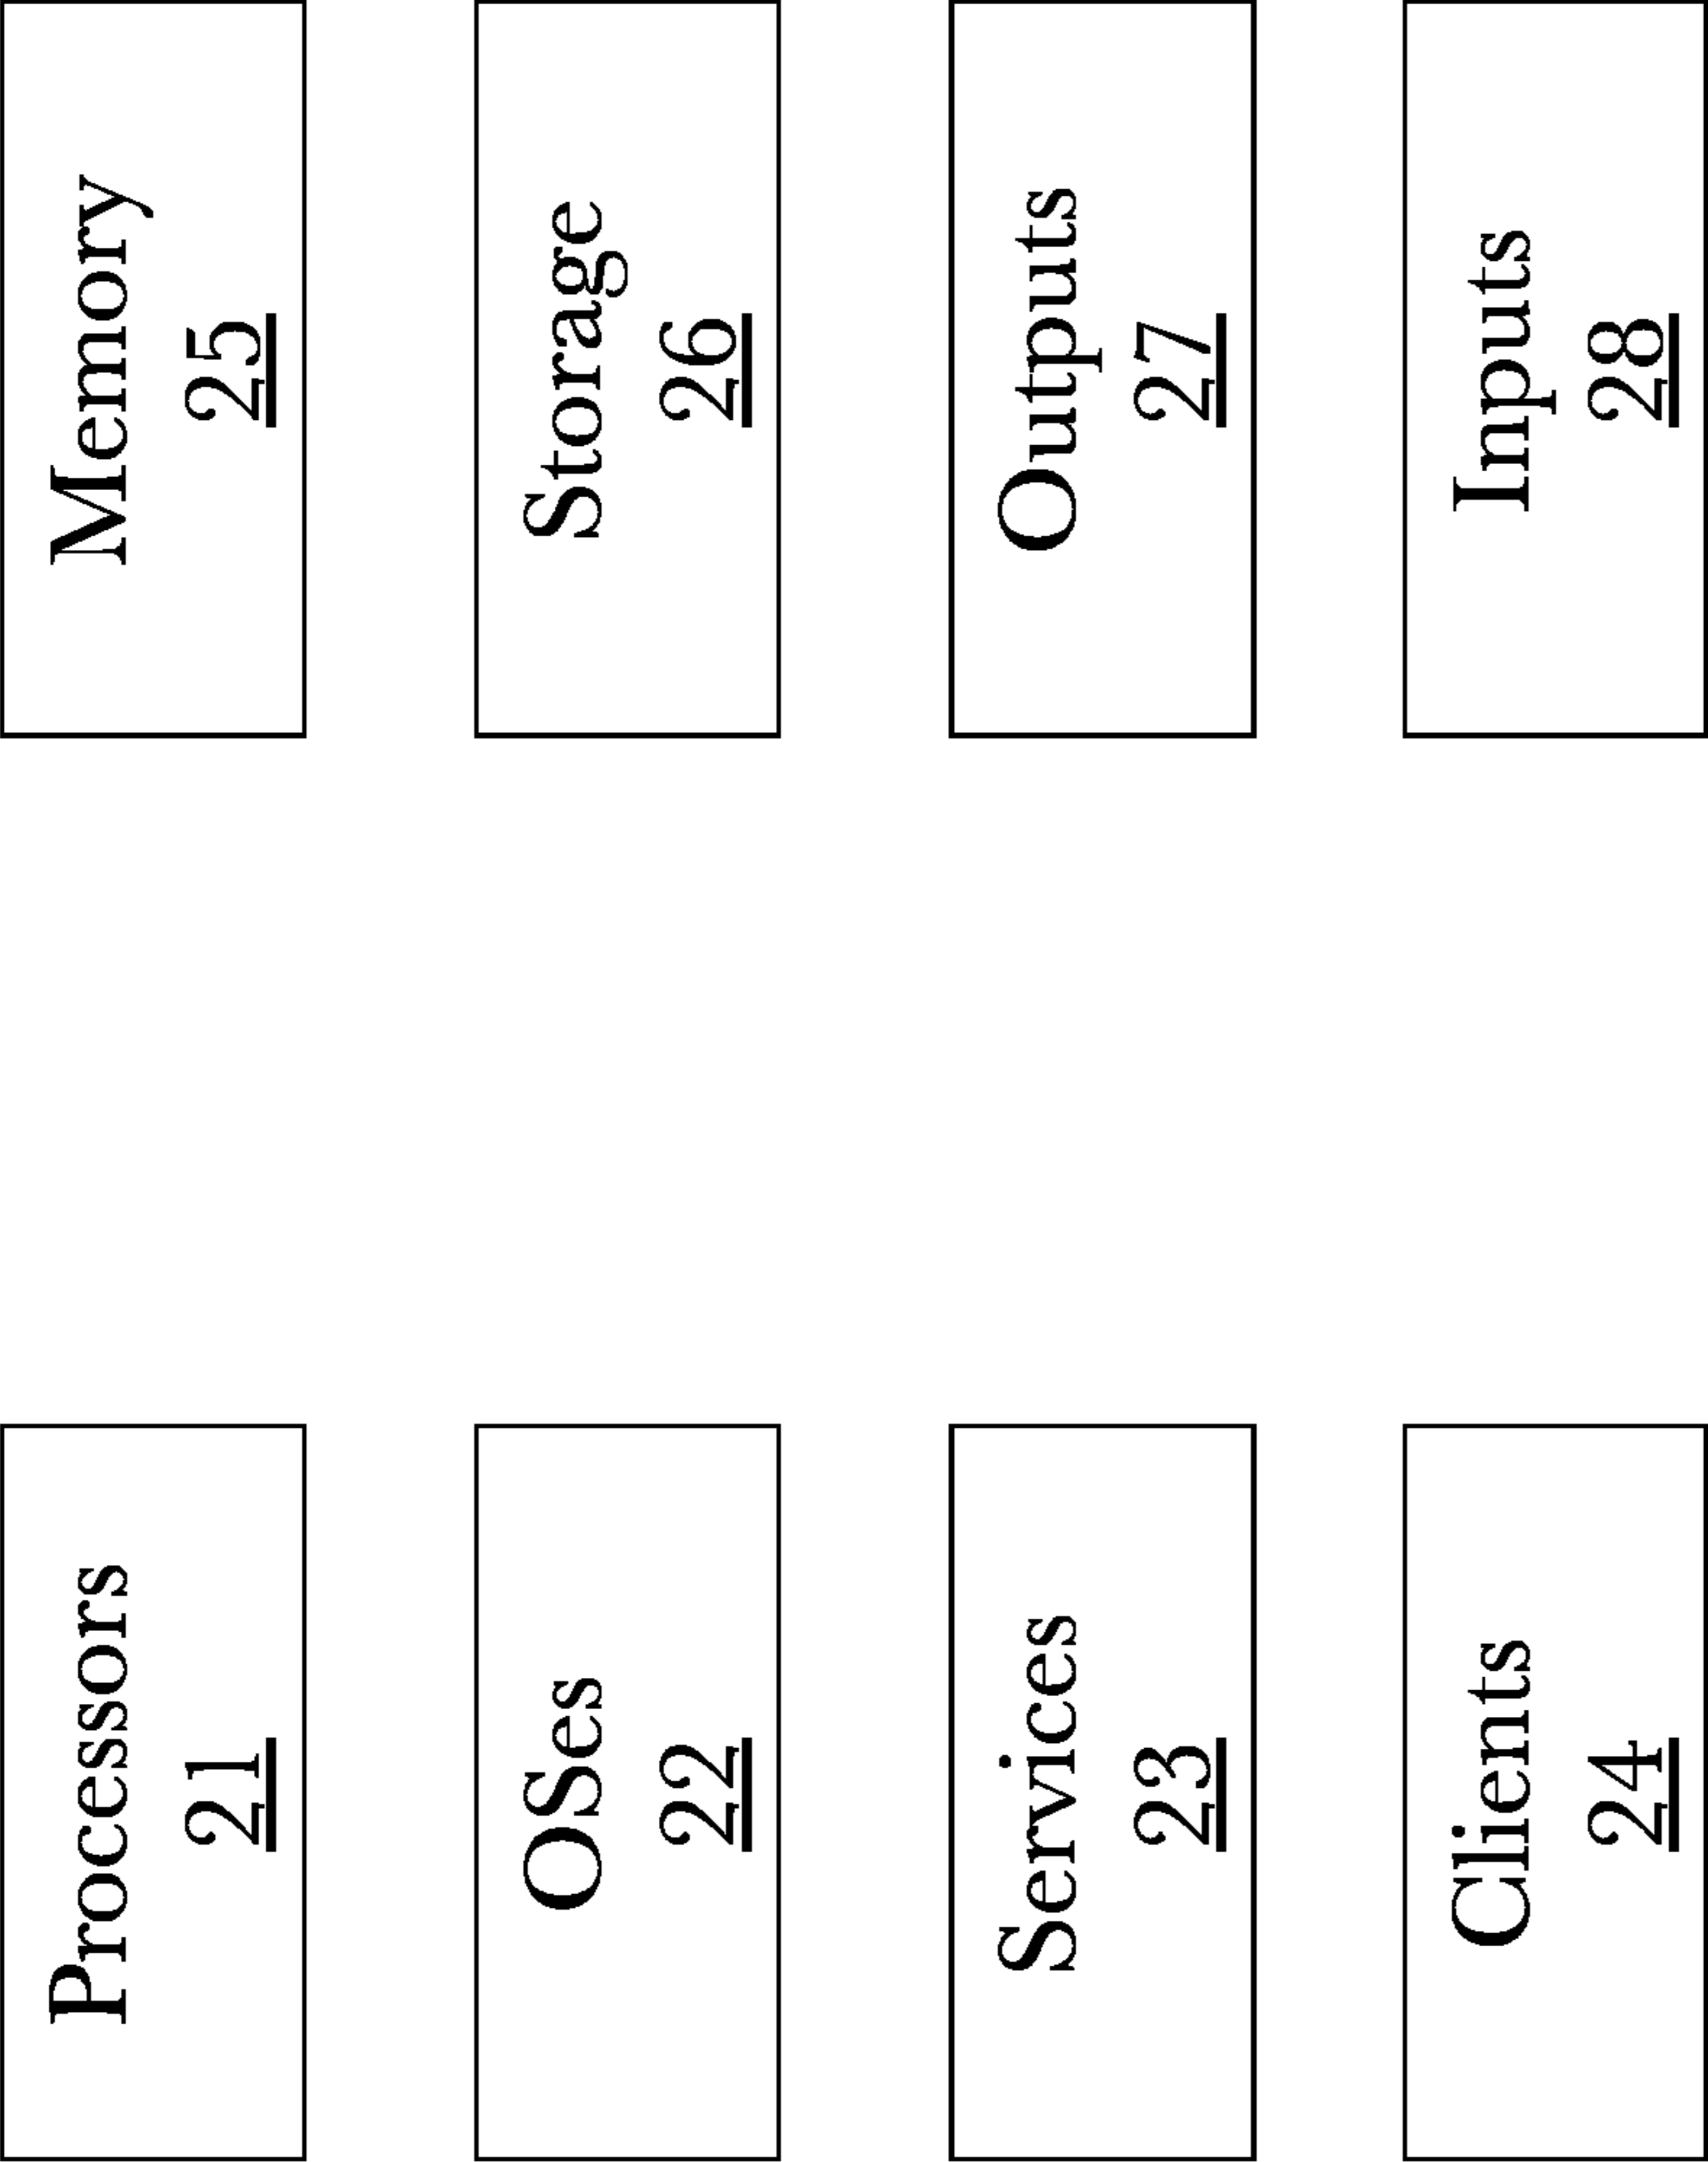 Processors
21
Memory
25
OSes
22
Storage
26
Services
23
Outputs
27
Clients
24
Inputs
28